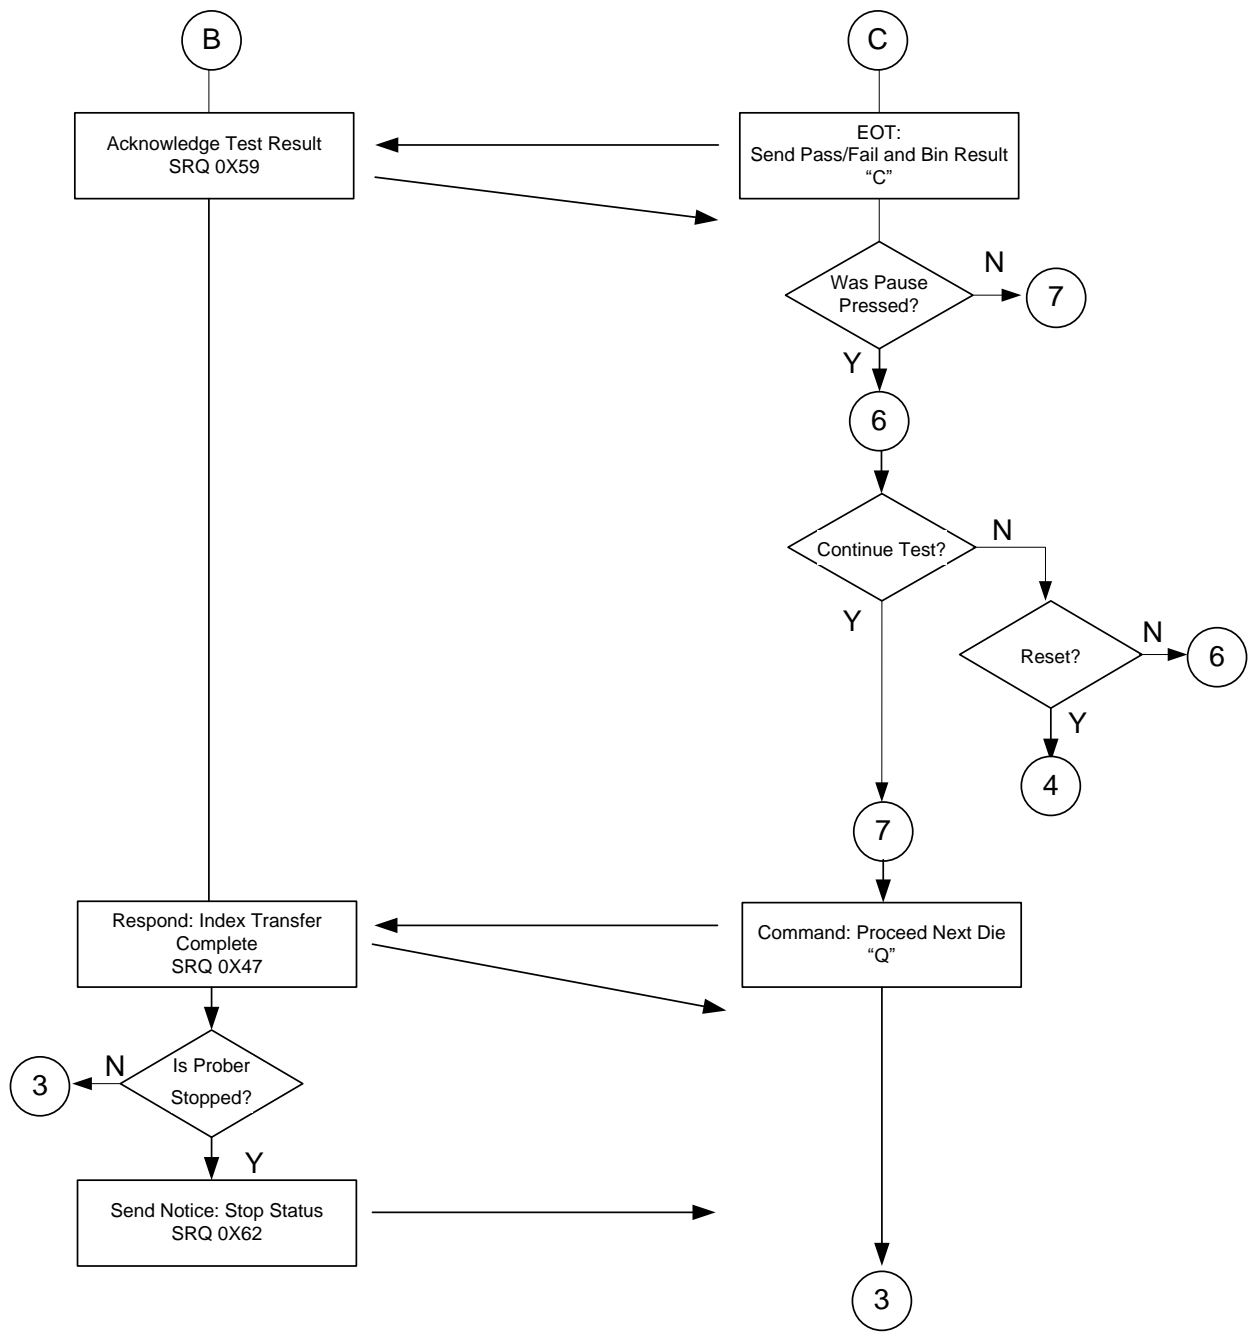 B
C
Acknowledge Test Result
SRQ 0X59
EOT:
Send Pass/Fail and Bin Result
“C”
Was Pause
Pressed?
N
7
Y
6
Continue Test?
N
Y
Reset?
N
6
Y
4
7
Respond: Index Transfer
Complete
SRQ 0X47
Command: Proceed Next Die
“Q”
Is Prober
Stopped?
N
3
Y
Send Notice: Stop Status
SRQ 0X62
3